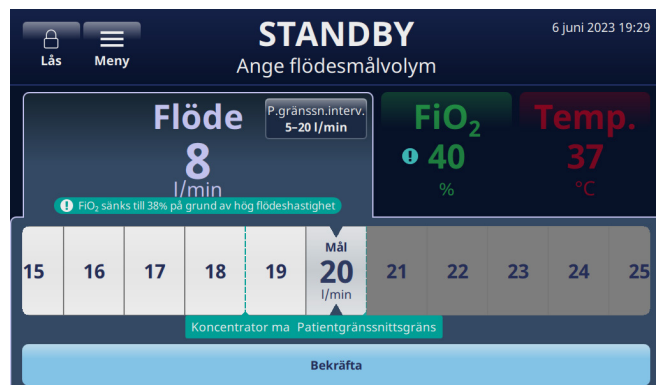 STANDBY
6 juni 2023 19:29
Lås
Meny
Ange flödesmålvolym
Flöde
P.gränssn.interv.
5–20 l/min
8
l/min
FiO₂ sänks till 38% på grund av hög flödeshastighet
FiO₂
40
%
Temp.
37
°C
Mål
15 16 17 18 19 20 21 22 23 24 25
l/min
Koncentrator ma Patientgränssnittsgräns
Bekräfta